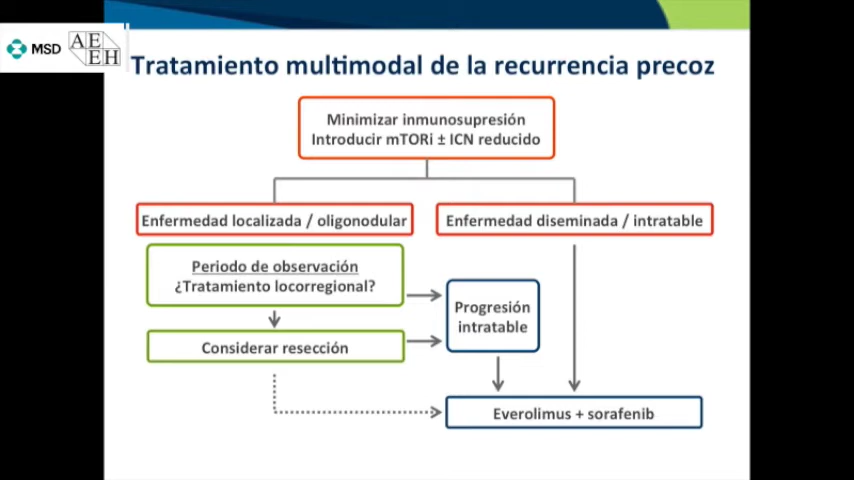 MSD
AE
EH
Tratamiento multimodal de la recurrencia precoz
Minimizar inmunosupresión
Introducir mTORi ± ICN reducido
Enfermedad localizada / oligonodular
Enfermedad diseminada / intratable
Periodo de observación
¿Tratamiento locorregional?
Progresión
intratable
Considerar resección
Everolimus + sorafenib